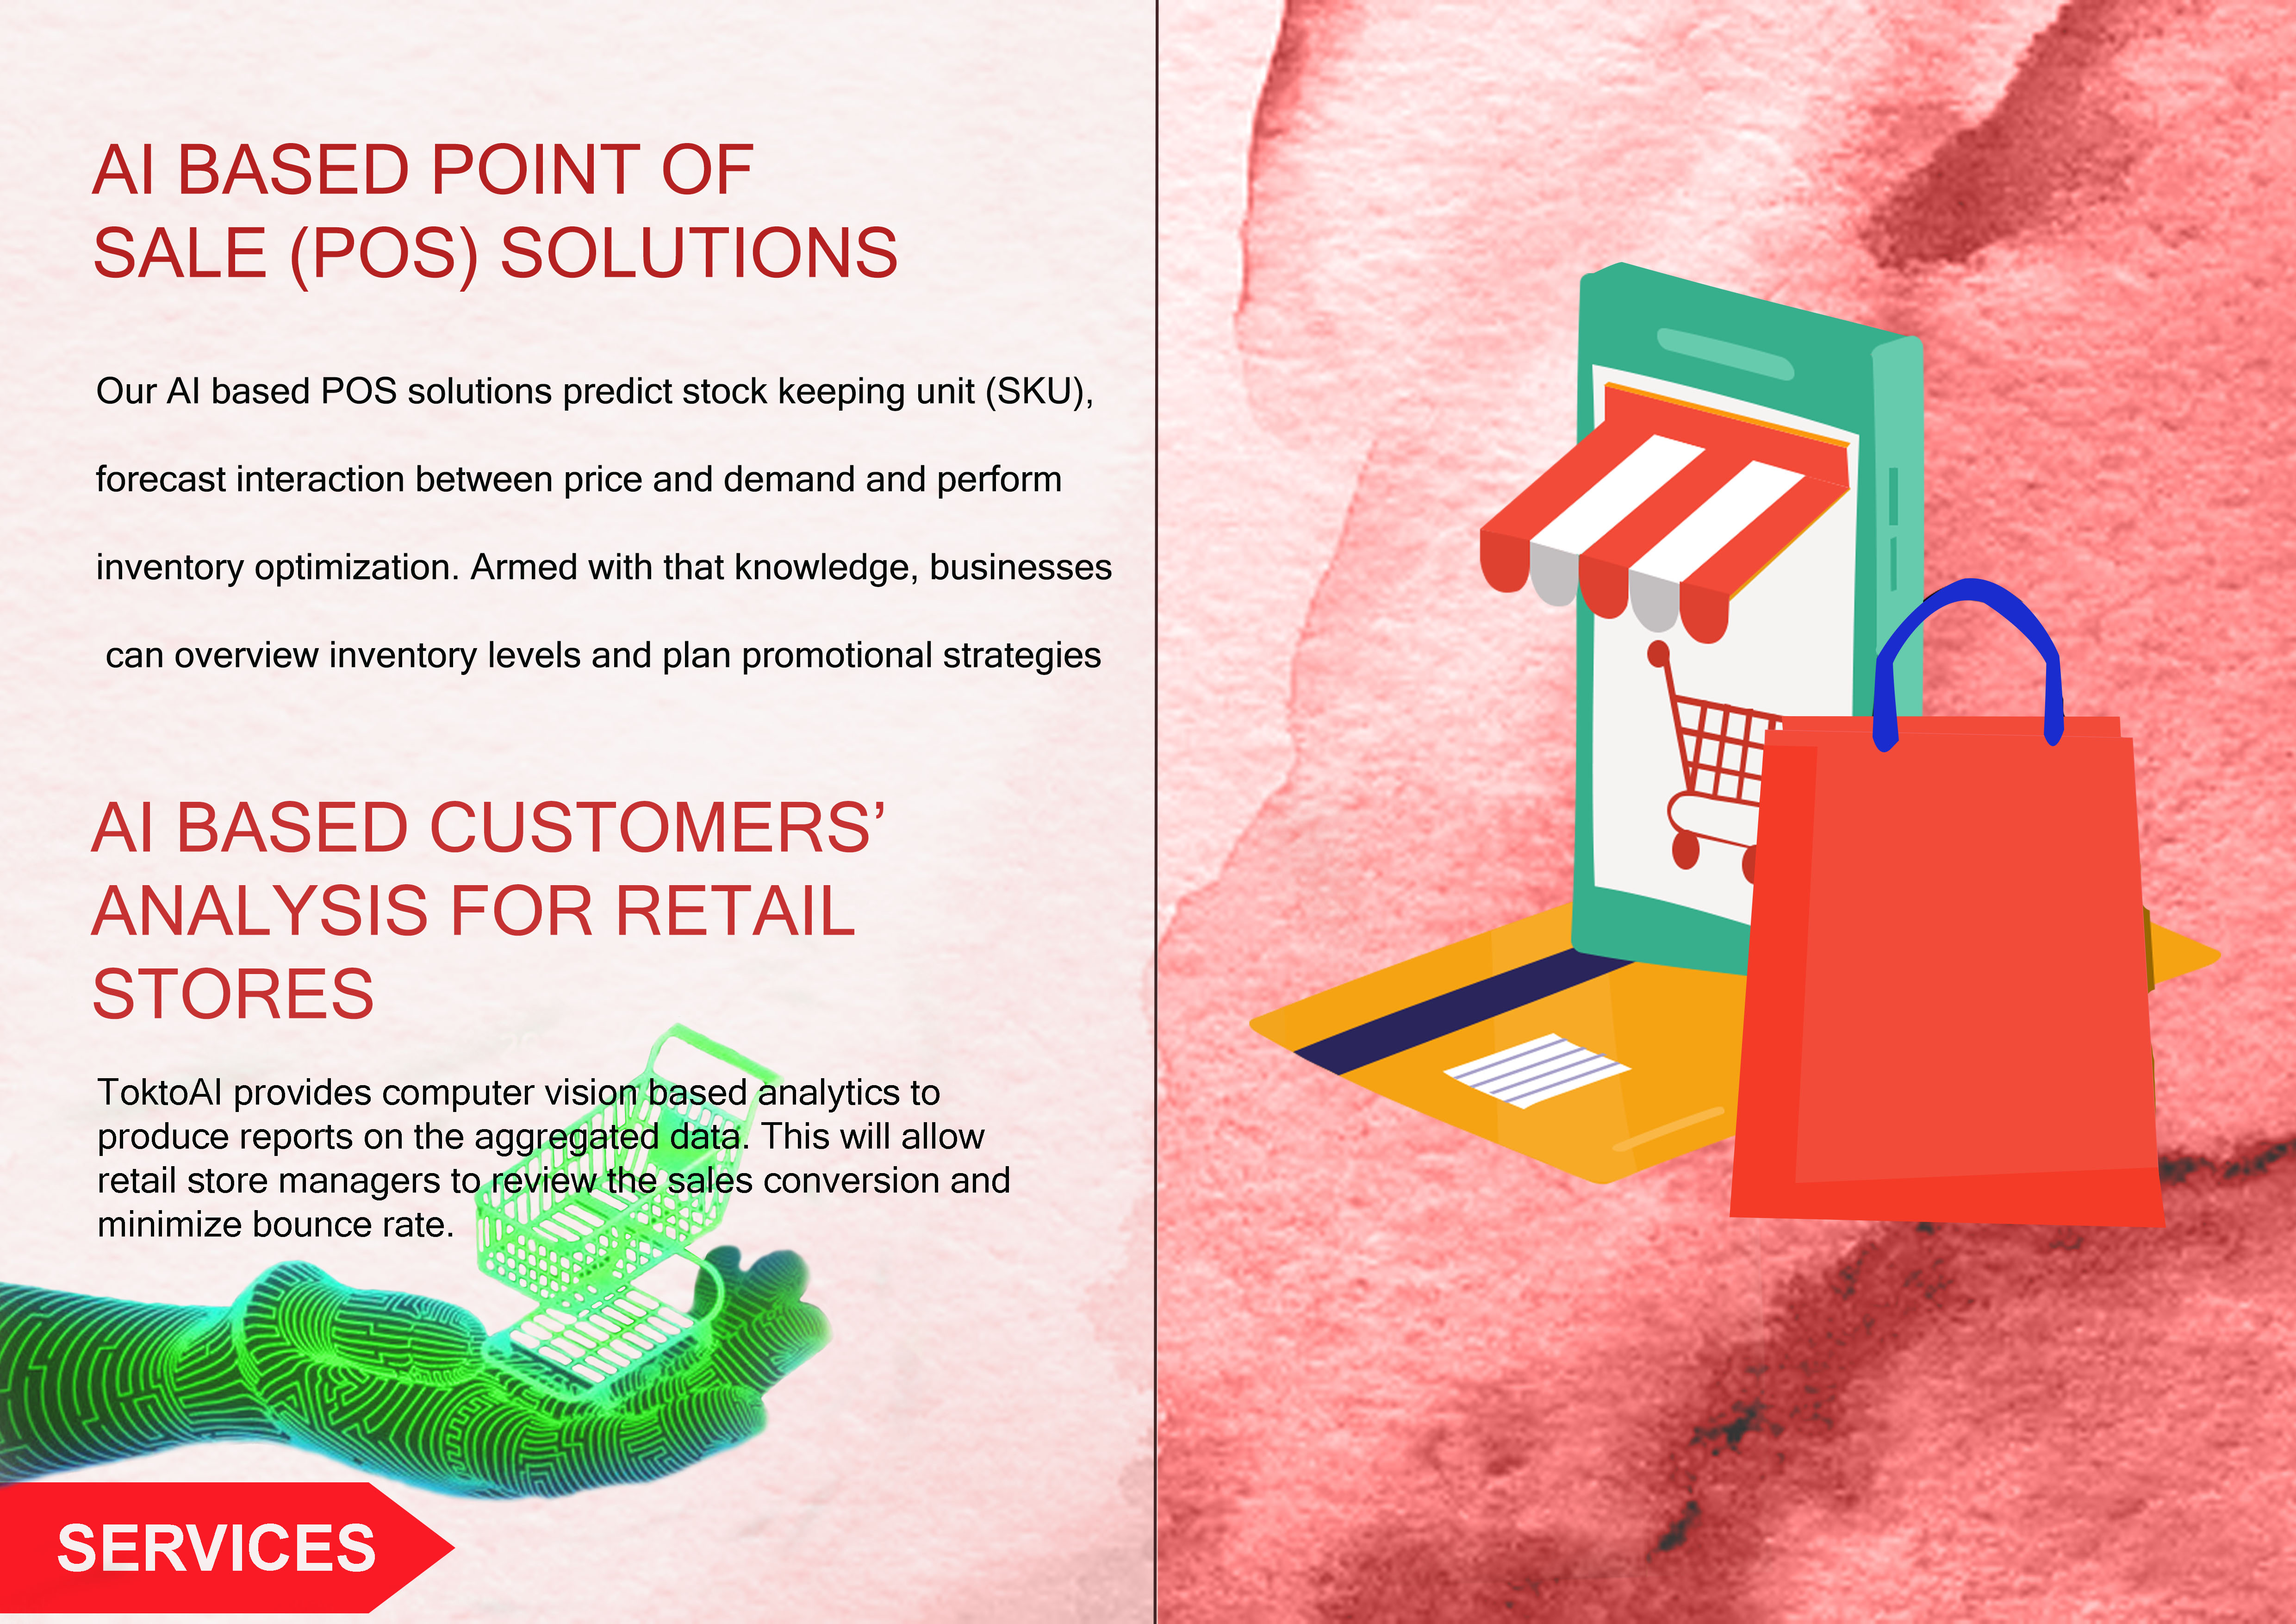 AI BASED POINT OF
SALE (POS) SOLUTIONS
Our AI based POS solutions predict stock keeping unit (SKU),
forecast interaction between price and demand and perform
inventory optimization. Armed with that knowledge, businesses
can overview inventory levels and plan promotional strategies
AI BASED CUSTOMERS’
ANALYSIS FOR RETAIL
STORES
ToktoAI provides computer vision based analytics to
produce reports on the aggregated data. This will allow
retail store managers to review the sales conversion and
minimize bounce rate.
SERVICES